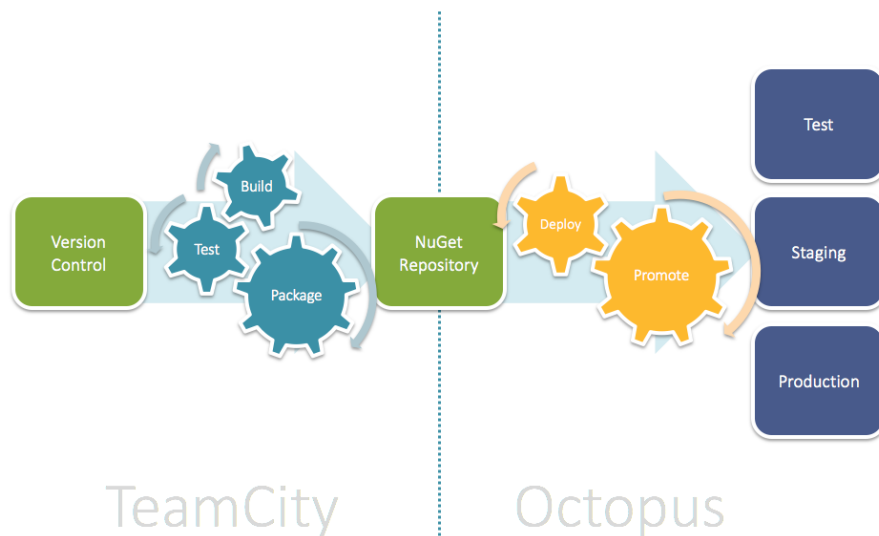 Version
Control
Build
Test
Package
NuGet
Repository
Deploy
Promote
Test
Staging
Production
TeamCity
Octopus